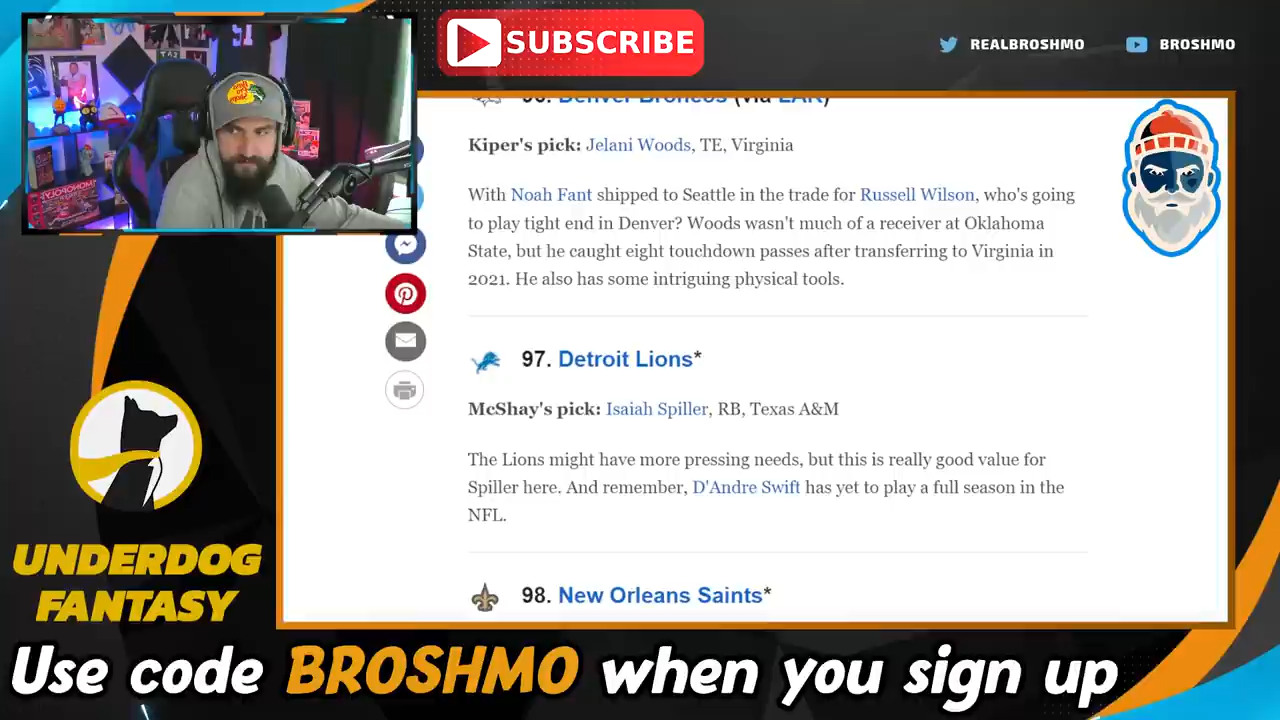 SUBSCRIBE
REALBROSHMO
BROSHMO
96. Denver Broncos (via LAR)
Kiper's pick: Jelani Woods, TE, Virginia
With Noah Fant shipped to Seattle in the trade for Russell Wilson, who's going
to play tight end in Denver? Woods wasn't much of a receiver at Oklahoma
State, but he caught eight touchdown passes after transferring to Virginia in
2021. He also has some intriguing physical tools.
97. Detroit Lions*
McShay's pick: Isaiah Spiller, RB, Texas A&M
The Lions might have more pressing needs, but this is really good value for
Spiller here. And remember, D'Andre Swift has yet to play a full season in the
NFL.
98. New Orleans Saints*
UNDERDOG
FANTASY
Use code BROSHMO when you sign up